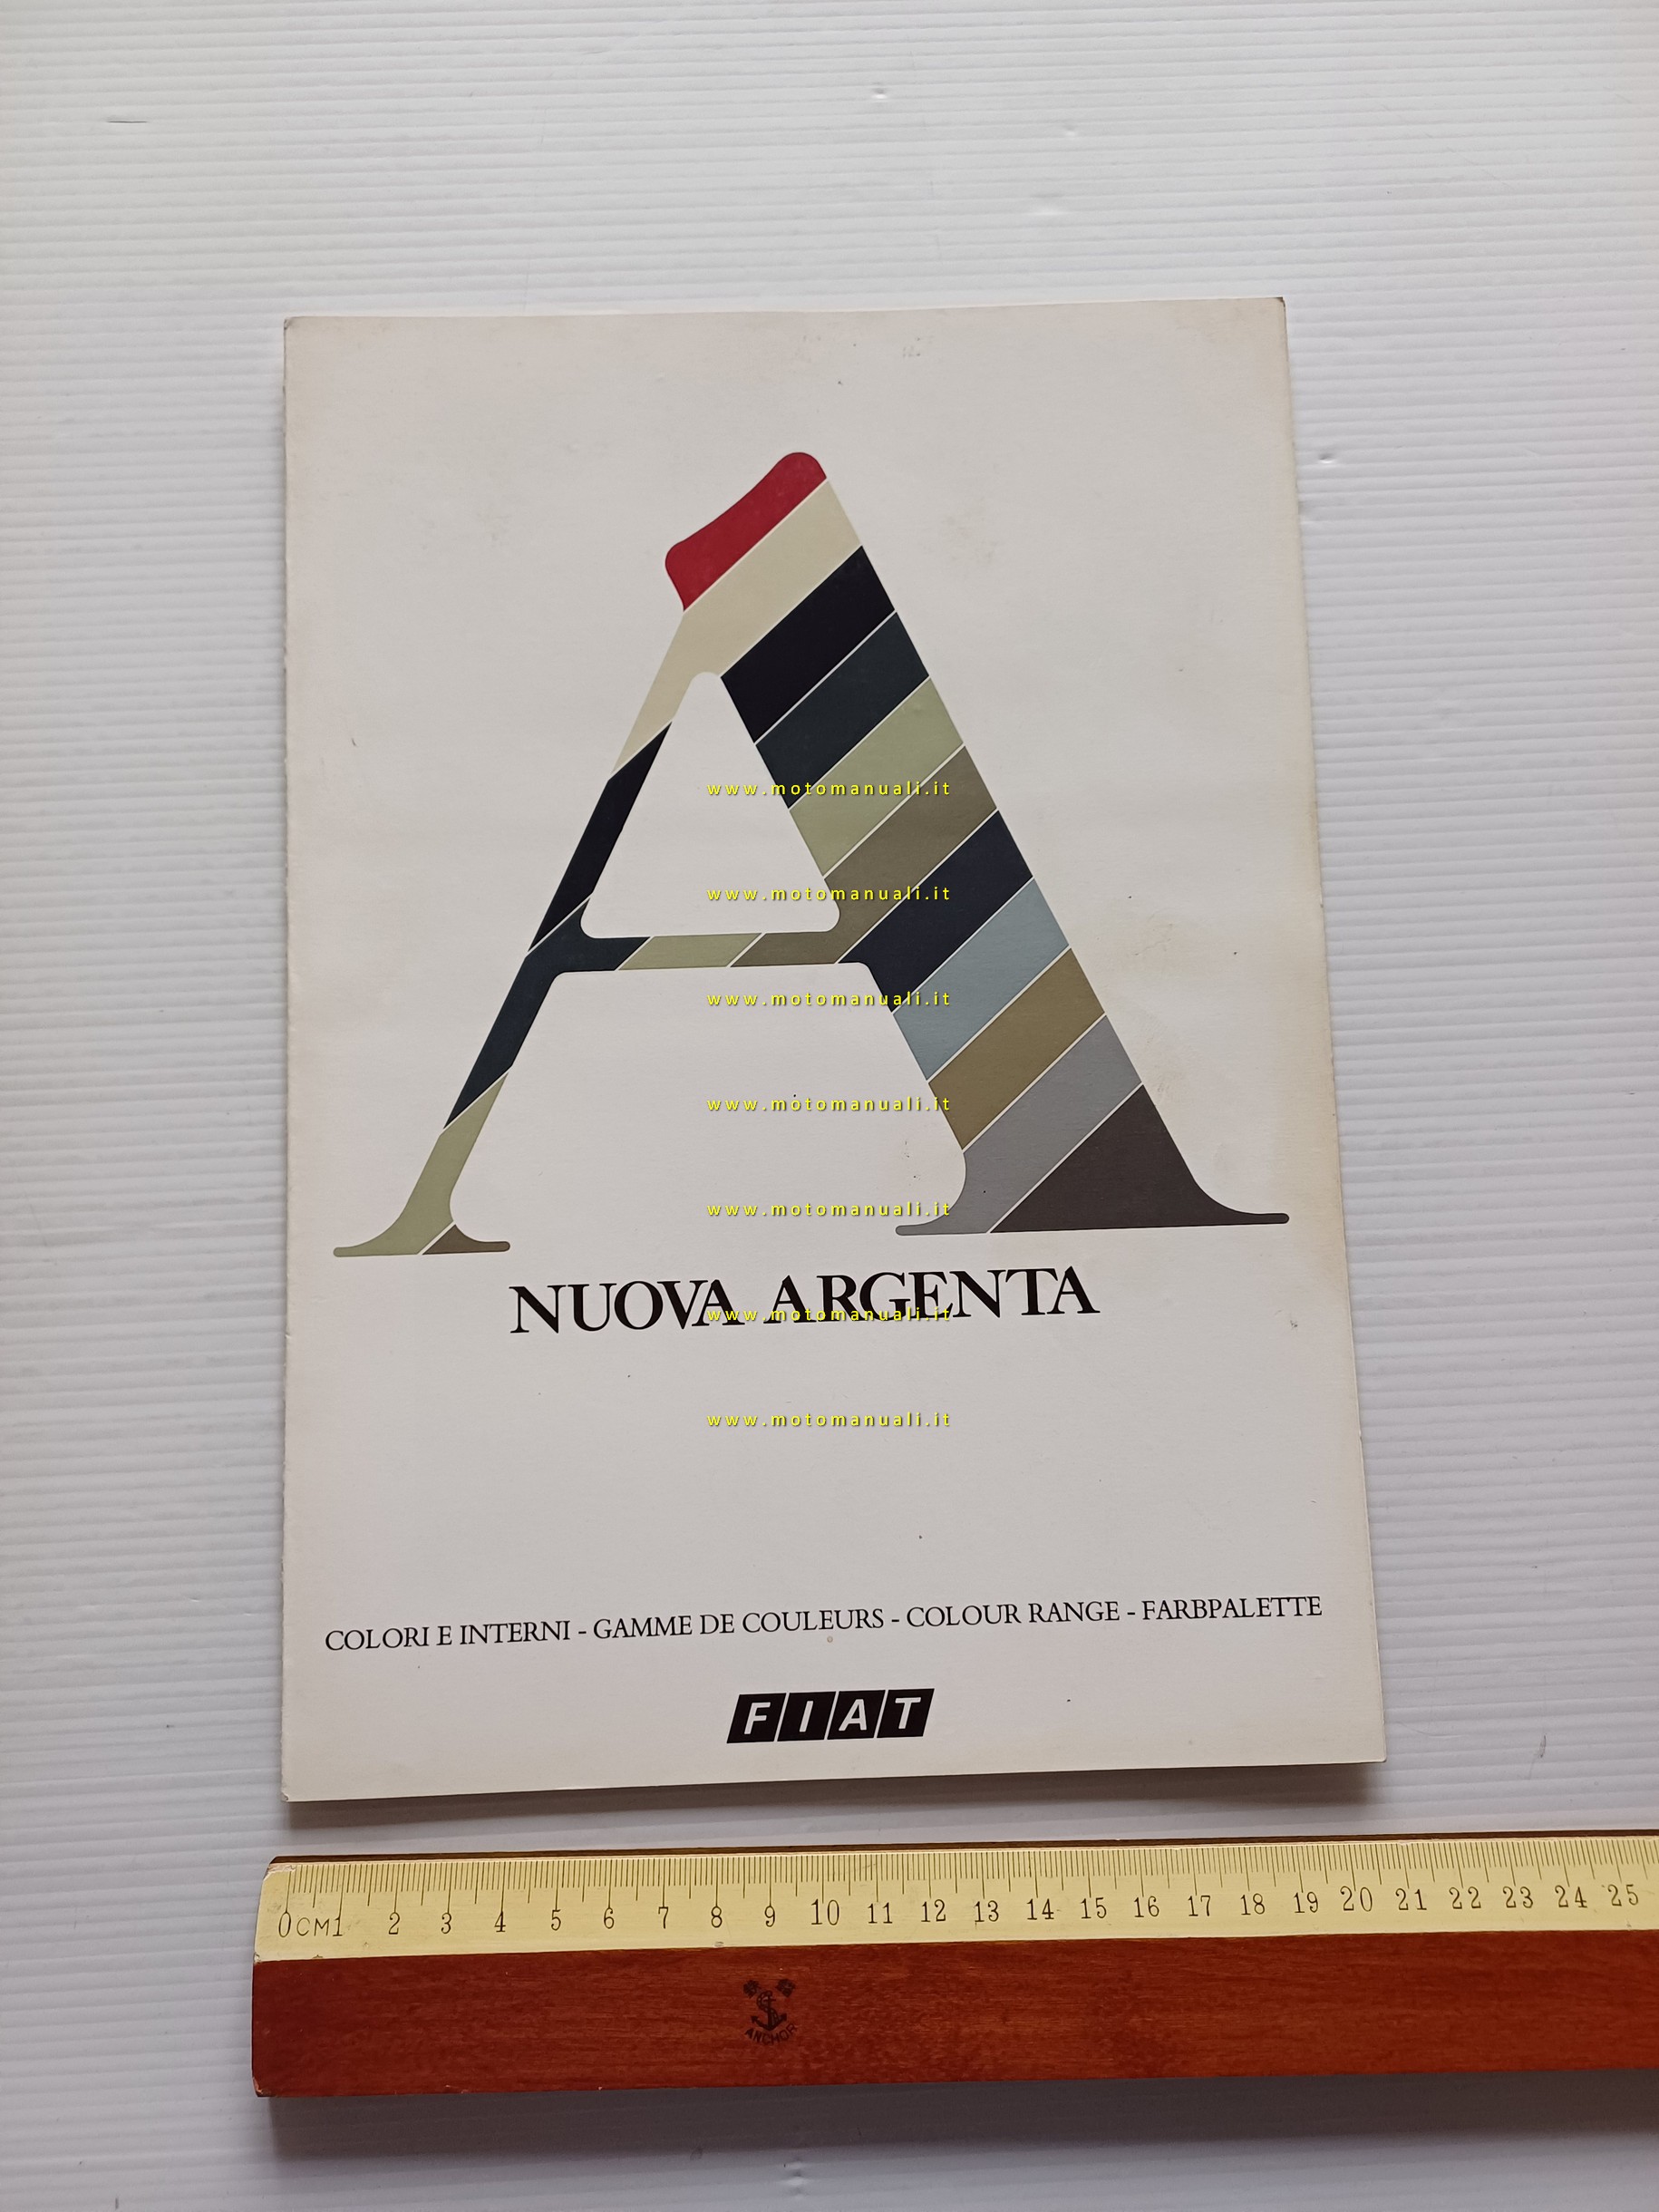 A
www.motomanuali.it
www.motomanuali.it
www.motomanuali.it
www.motomanuali.it
www.motomanuali.it
NUOVA ARGENTA
www.motomanuali.it
www.motomanuali.it
COLORI E INTERNI - GAMME DE COULEURS - COLOUR RANGE - FARBPALETTE
FIAT
0CM1 2 3 4 5 6 7 8 9 10 11 12 13 14 15 16 17 18 19 20 21 22 23 24 25
ANCHOR